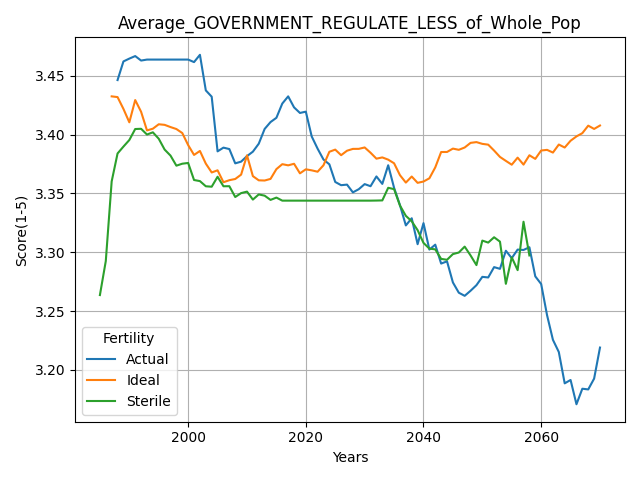 Average_GOVERNMENT_REGULATE_LESS_of_Whole_Pop
Score(1-5)
3.45
3.40
3.35
3.30
3.25
3.20
Fertility
Actual
Ideal
Sterile
2000 2020 2040 2060
Years